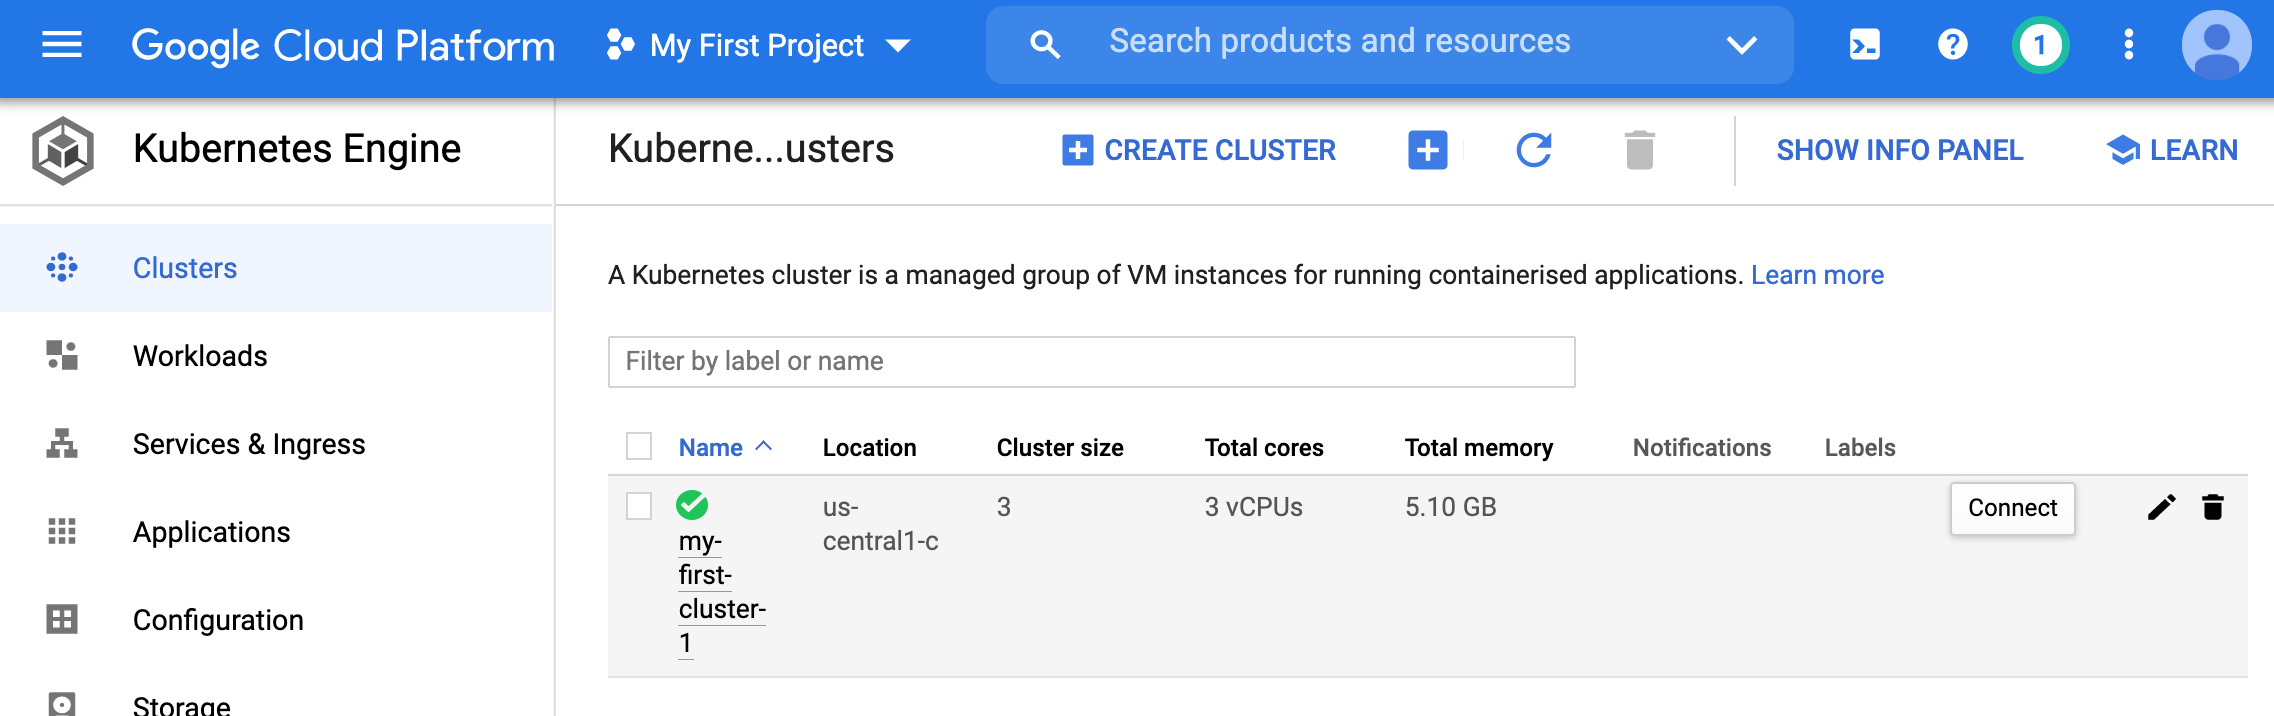 Google Cloud Platform
My First Project
Search products and resources
1
Kubernetes Engine
Kuberne...usters
CREATE CLUSTER
SHOW INFO PANEL
LEARN
Clusters
Workloads
Services & Ingress
Applications
Configuration
Storage
A Kubernetes cluster is a managed group of VM instances for running containerised applications. Learn more
Filter by label or name
Name Location Cluster size Total cores Total memory Notifications Labels
my-
first-
cluster-
1
us-
central1-c
3
3 vCPUs
5.10 GB
Connect